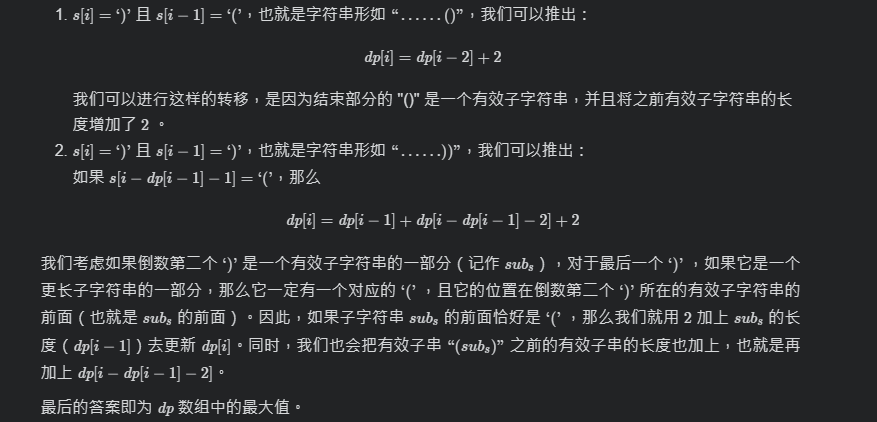 1. s[i] = ‘)’ 且 s[i − 1] = ‘(’，也就是字符串形如 “……()”，我们可以推出：
dp[i] = dp[i − 2] + 2
我们可以进行这样的转移，是因为结束部分的 "()" 是一个有效子字符串，并且将之前有效子字符串的长
度增加了 2 。
2. s[i] = ‘)’ 且 s[i − 1] = ‘)’，也就是字符串形如 “……))”，我们可以推出：
如果 s[i − dp[i − 1] − 1] = ‘(’，那么
dp[i] = dp[i − 1] + dp[i − dp[i − 1] − 2] + 2
我们考虑如果倒数第二个 ‘)’ 是一个有效子字符串的一部分（记作 subₛ），对于最后一个 ‘)’ ，如果它是一个
更长子字符串的一部分，那么它一定有一个对应的 ‘(’ ，且它的位置在倒数第二个 ‘)’ 所在的有效子字符串的
前面（也就是 subₛ 的前面）。因此，如果子字符串 subₛ 的前面恰好是 ‘(’ ，那么我们就用 2 加上 subₛ 的长
度（dp[i − 1]）去更新 dp[i]。同时，我们也会把有效子串 “(subₛ)” 之前的有效子串的长度也加上，也就是再
加上 dp[i − dp[i − 1] − 2]。
最后的答案即为 dp 数组中的最大值。